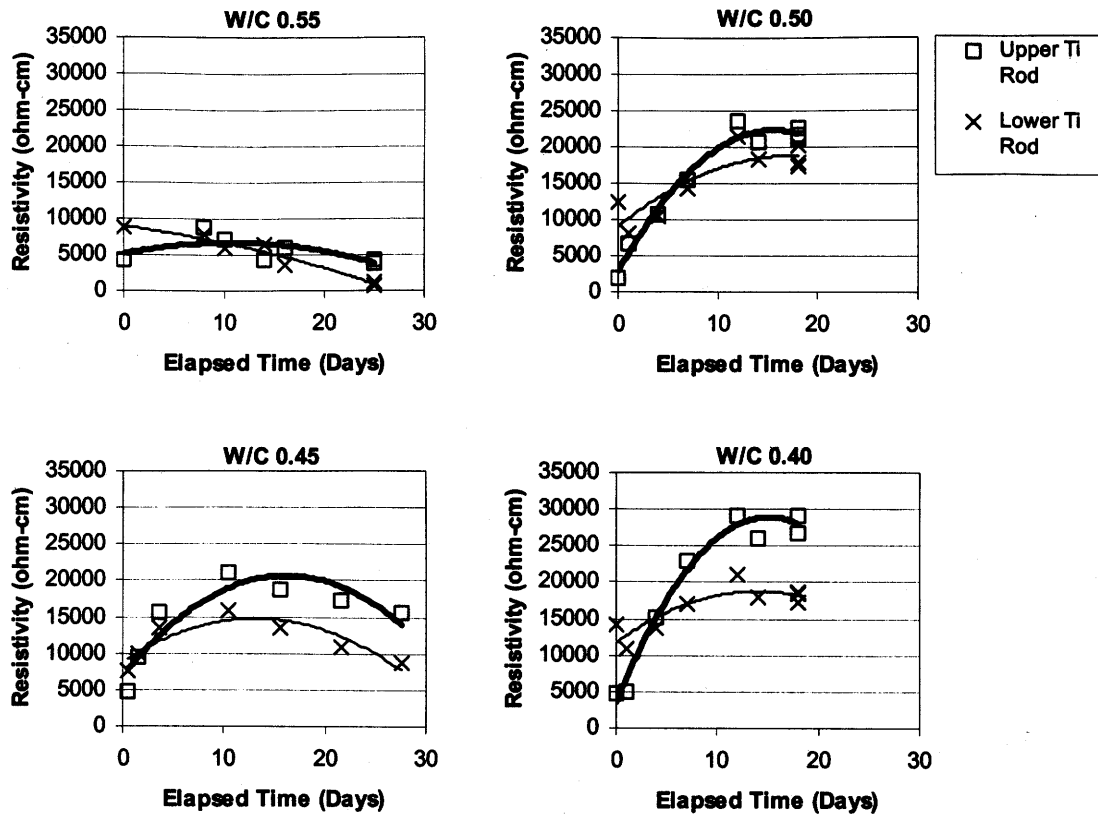 W/C 0.55
35000
30000
25000
20000
15000
10000
5000
0
Resistivity (ohm-cm)
0 10 20 30
Elapsed Time (Days)
W/C 0.50
35000
30000
25000
20000
15000
10000
5000
0
Resistivity (ohm-cm)
0 10 20 30
Elapsed Time (Days)
Upper Ti
Rod
Lower Ti
Rod
W/C 0.45
35000
30000
25000
20000
15000
10000
5000
0
Resistivity (ohm-cm)
0 10 20 30
Elapsed Time (Days)
W/C 0.40
35000
30000
25000
20000
15000
10000
5000
0
Resistivity (ohm-cm)
0 10 20 30
Elapsed Time (Days)